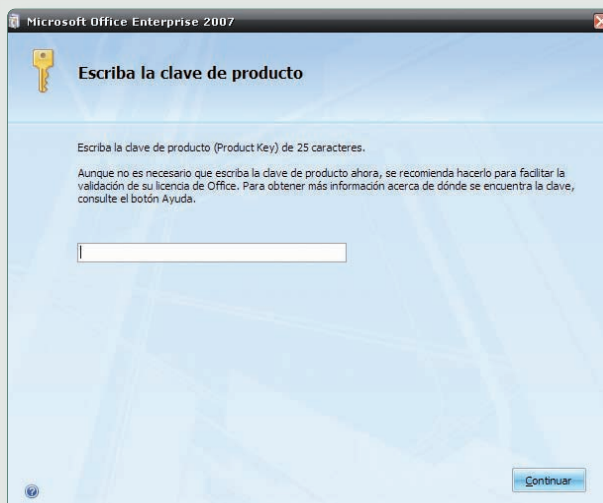 Microsoft Office Enterprise 2007
Escriba la clave de producto
Escriba la clave de producto (Product Key) de 25 caracteres.
Aunque no es necesario que escriba la clave de producto ahora, se recomienda hacerlo para facilitar la
validación de su licencia de Office. Para obtener más información acerca de dónde se encuentra la clave,
consulte el botón Ayuda.
Continuar